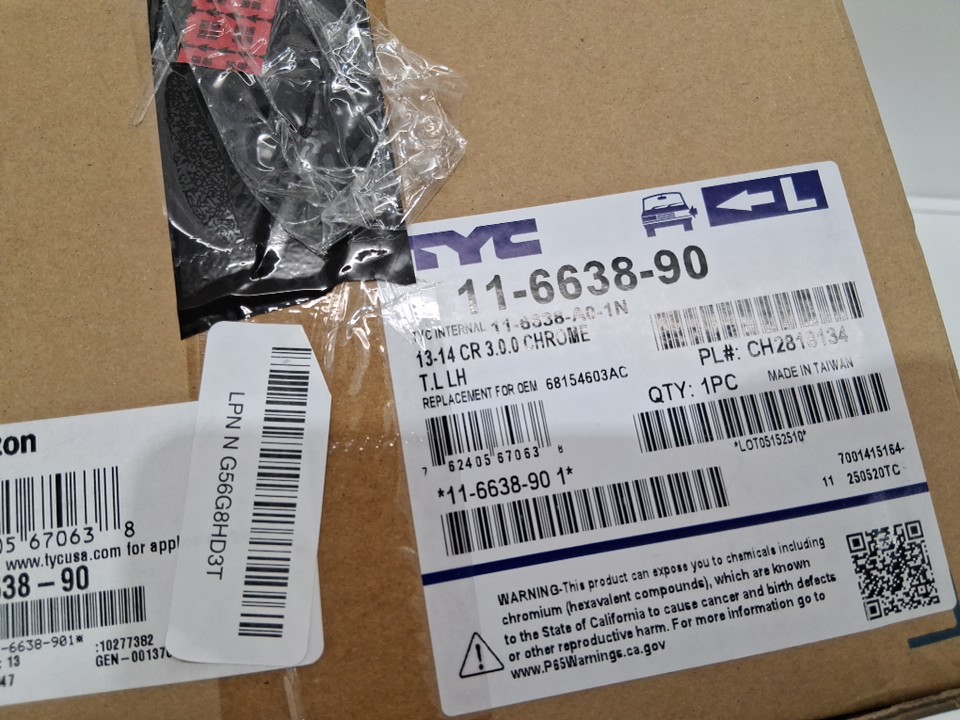 TYC
L
11-6638-90
TYC INTERNAL 11-6638-A0-1N
13-14 CR 3.0.0 CHROME
T.L LH
REPLACEMENT FOR OEM 68154603AC
PL#: CH2818134
QTY: 1PC MADE IN TAIWAN
7 62405 67063 8
*LOT05152510*
*11-6638-90 1*
7001415164-
11 250520TC
WARNING-This product can expose you to chemicals including
chromium (hexavalent compounds), which are known
to the State of California to cause cancer and birth defects
or other reproductive harm. For more information go to
www.P65Warnings.ca.gov
LPN N G56G8HD3T
zon
05 67063 8
www.tycusa.com for appl
638-90
-6638-901*
:10277382
: 13
GEN-00137
47